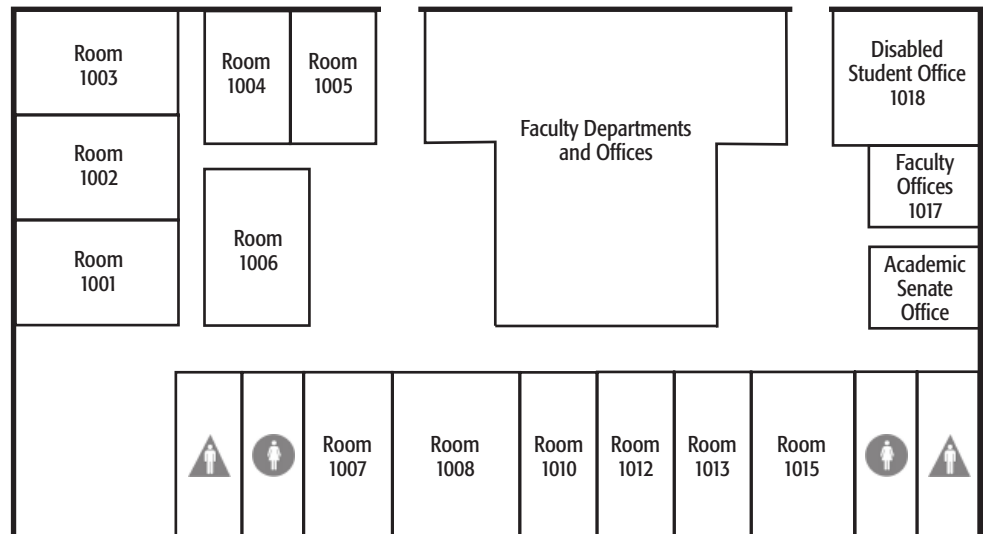 Room
1003
Room
1004
Room
1005
Faculty Departments
and Offices
Disabled
Student Office
1018
Room
1002
Faculty
Offices
1017
Room
1006
Room
1001
Academic
Senate
Office
Room
1007
Room
1008
Room
1010
Room
1012
Room
1013
Room
1015